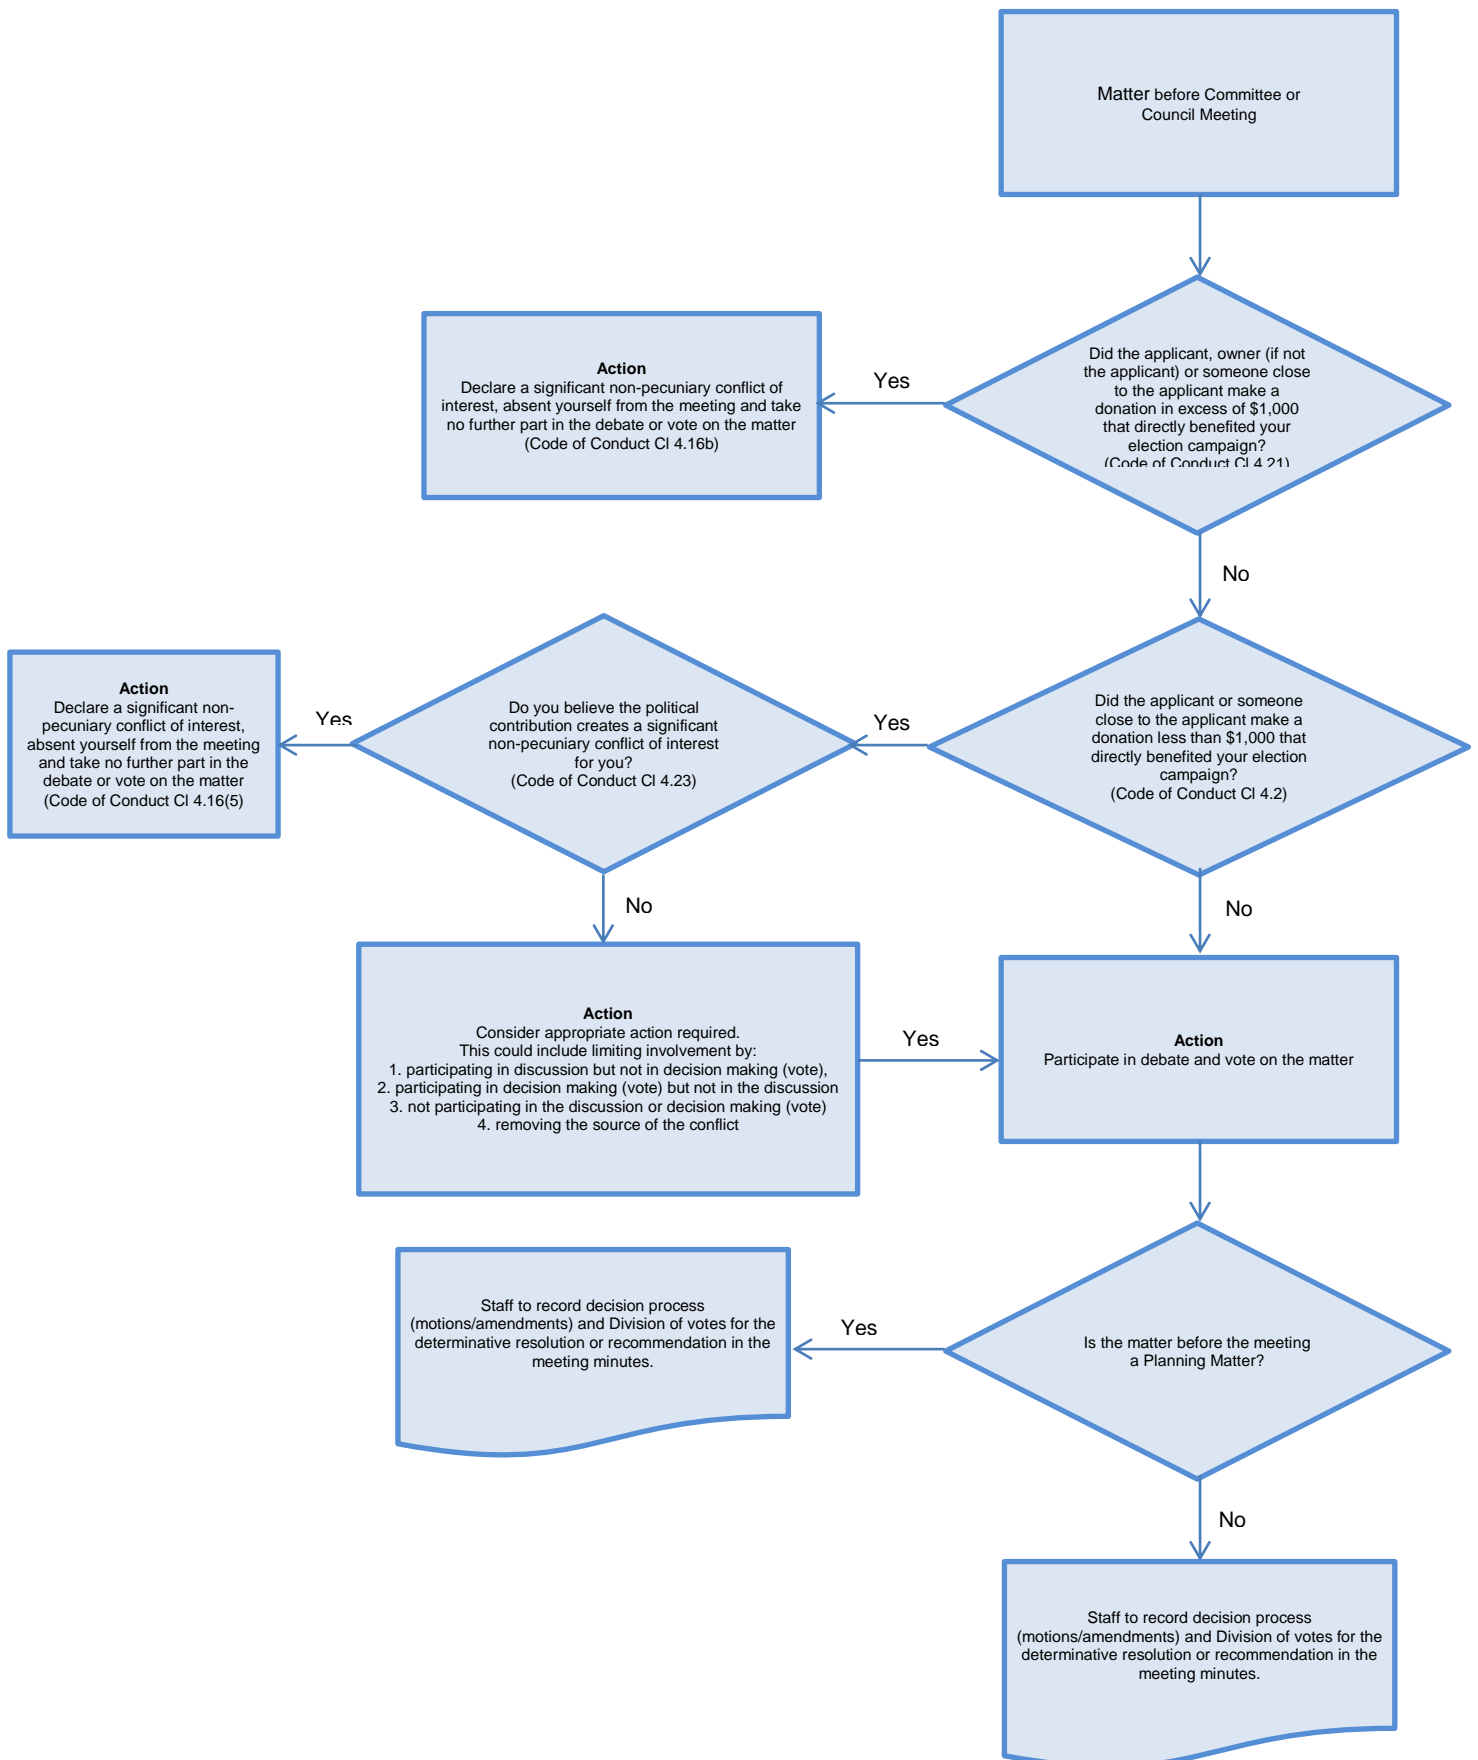 Matter before Committee or
Council Meeting
Did the applicant, owner (if not
the applicant) or someone close
to the applicant make a
donation in excess of $1,000
that directly benefited your
election campaign?
(Code of Conduct Cl 4.21)
Yes
Action
Declare a significant non-pecuniary conflict of
interest, absent yourself from the meeting and take
no further part in the debate or vote on the matter
(Code of Conduct Cl 4.16b)
No
Did the applicant or someone
close to the applicant make a
donation less than $1,000 that
directly benefited your election
campaign?
(Code of Conduct Cl 4.2)
Yes
Do you believe the political
contribution creates a significant
non-pecuniary conflict of interest
for you?
(Code of Conduct Cl 4.23)
Yes
Action
Declare a significant non-
pecuniary conflict of interest,
absent yourself from the meeting
and take no further part in the
debate or vote on the matter
(Code of Conduct Cl 4.16(5)
No
No
Action
Consider appropriate action required.
This could include limiting involvement by:
1. participating in discussion but not in decision making (vote),
2. participating in decision making (vote) but not in the discussion
3. not participating in the discussion or decision making (vote)
4. removing the source of the conflict
Yes
Action
Participate in debate and vote on the matter
Is the matter before the meeting
a Planning Matter?
Yes
Staff to record decision process
(motions/amendments) and Division of votes for the
determinative resolution or recommendation in the
meeting minutes.
No
Staff to record decision process
(motions/amendments) and Division of votes for the
determinative resolution or recommendation in the
meeting minutes.